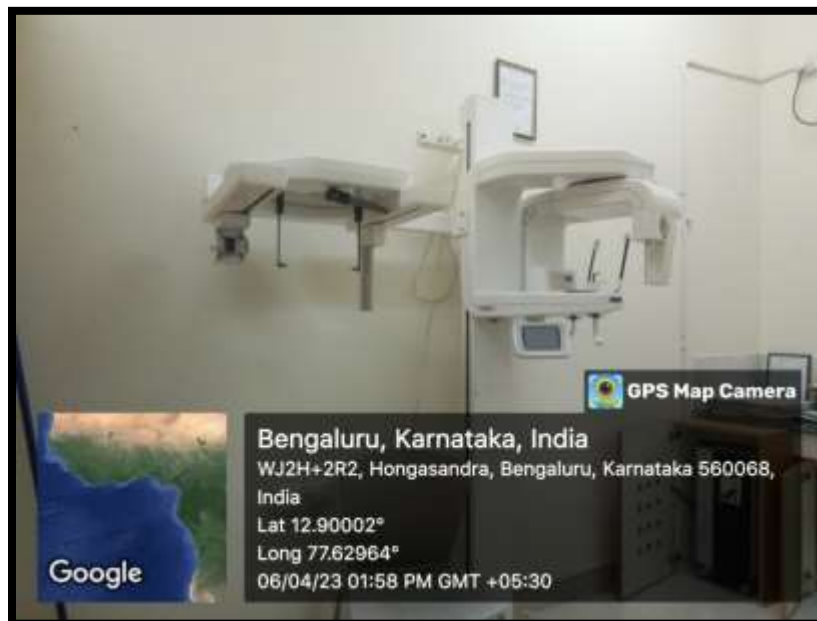 GPS Map Camera
Bengaluru, Karnataka, India
WJ2H+2R2, Hongasandra, Bengaluru, Karnataka 560068,
India
Lat 12.90002°
Long 77.62964°
06/04/23 01:58 PM GMT +05:30
Google